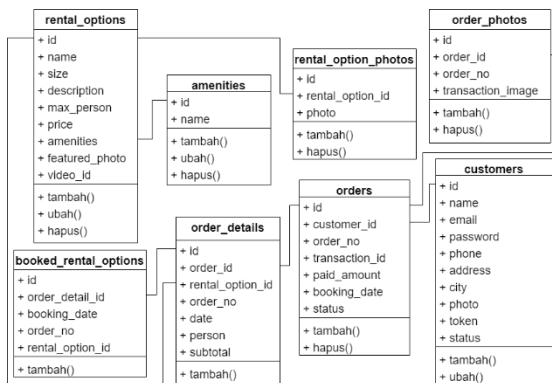 rental_options
+ id
+ name
+ size
+ description
+ max_person
+ price
+ amenities
+ featured_photo
+ video_id
+ tambah()
+ ubah()
+ hapus()
amenities
+ id
+ name
+ tambah()
+ ubah()
+ hapus()
rental_option_photos
+ id
+ rental_option_id
+ photo
+ tambah()
+ hapus()
order_photos
+ id
+ order_id
+ order_no
+ transaction_image
+ tambah()
+ hapus()
booked_rental_options
+ id
+ order_detail_id
+ booking_date
+ order_no
+ rental_option_id
+ tambah()
order_details
+ id
+ order_id
+ rental_option_id
+ order_no
+ date
+ person
+ subtotal
+ tambah()
orders
+ id
+ customer_id
+ order_no
+ transaction_id
+ paid_amount
+ booking_date
+ status
+ tambah()
+ hapus()
customers
+ id
+ name
+ email
+ password
+ phone
+ address
+ city
+ photo
+ token
+ status
+ tambah()
+ ubah()